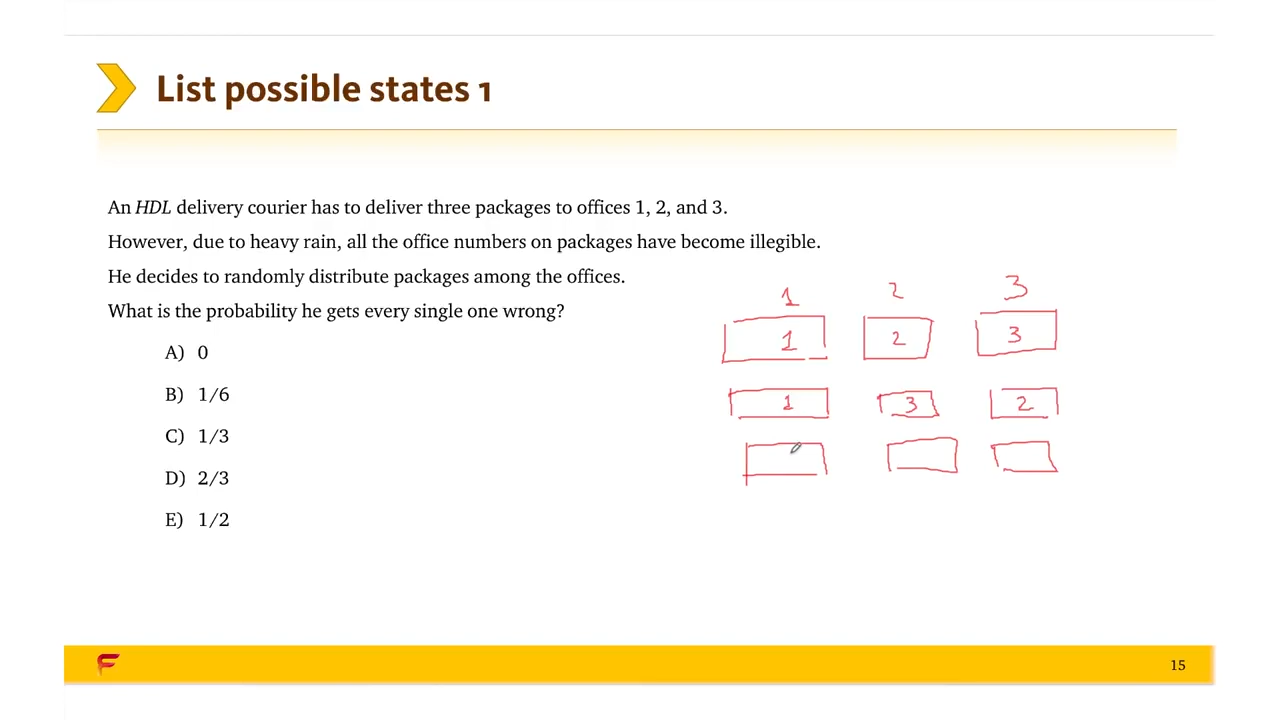 List possible states 1
An HDL delivery courier has to deliver three packages to offices 1, 2, and 3.
However, due to heavy rain, all the office numbers on packages have become illegible.
He decides to randomly distribute packages among the offices.
What is the probability he gets every single one wrong?
A) 0
B) 1/6
C) 1/3
D) 2/3
E) 1/2
1 2 3
1 2 3
1 3 2
F
15